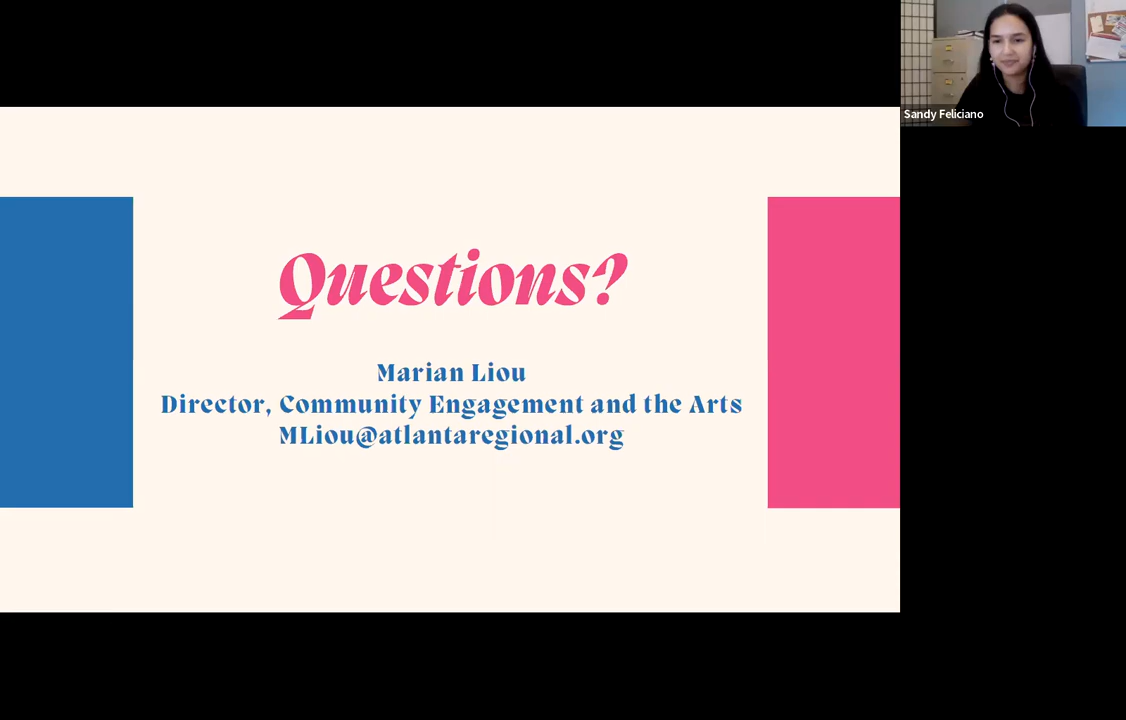 Sandy Feliciano
Questions?
Marian Liou
Director, Community Engagement and the Arts
MLiou@atlantaregional.org